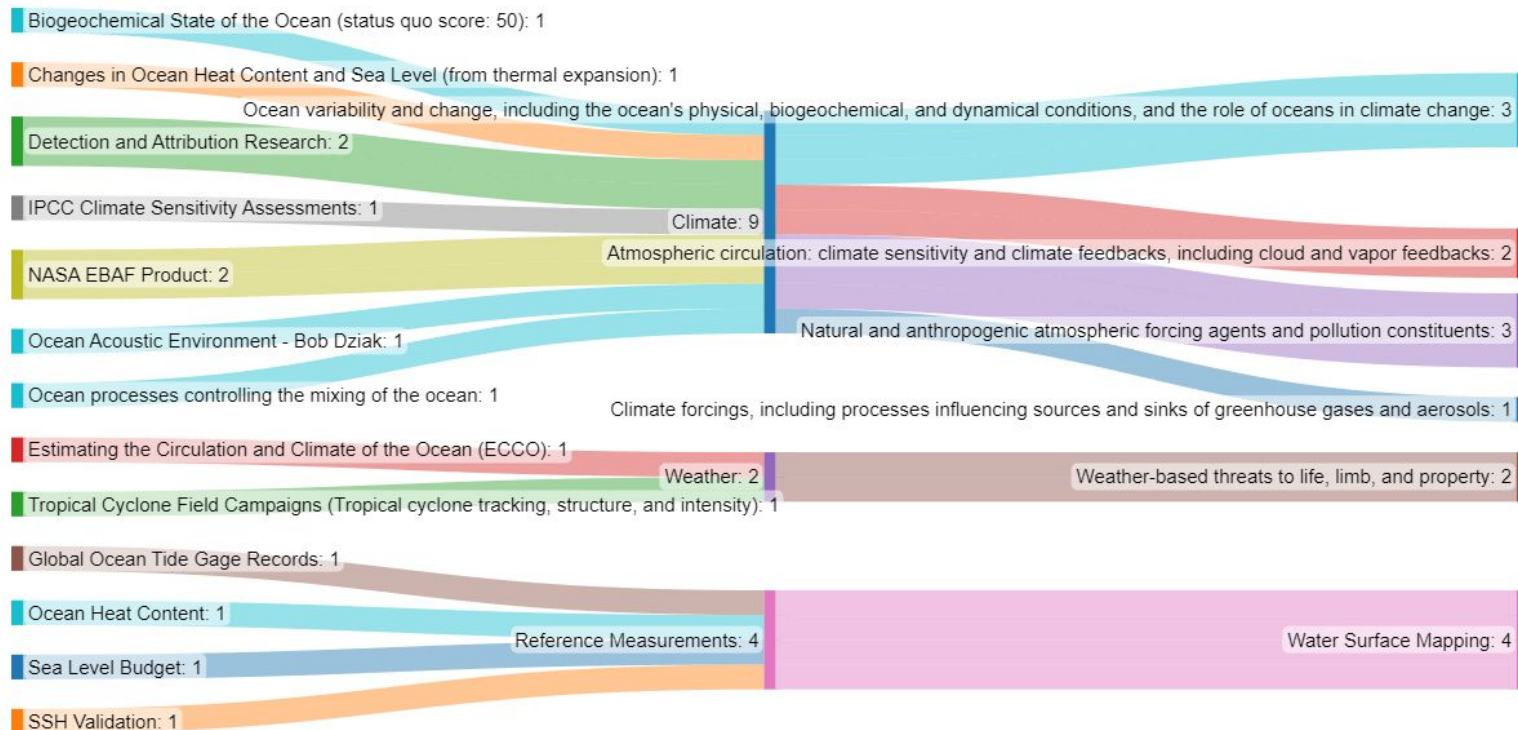 Biogeochemical State of the Ocean (status quo score: 50): 1
Changes in Ocean Heat Content and Sea Level (from thermal expansion): 1
Ocean variability and change, including the ocean's physical, biogeochemical, and dynamical conditions, and the role of oceans in climate change: 3
Detection and Attribution Research: 2
IPCC Climate Sensitivity Assessments: 1
Climate: 9
Atmospheric circulation: climate sensitivity and climate feedbacks, including cloud and vapor feedbacks: 2
NASA EBAF Product: 2
Natural and anthropogenic atmospheric forcing agents and pollution constituents: 3
Ocean Acoustic Environment - Bob Dziak: 1
Ocean processes controlling the mixing of the ocean: 1
Climate forcings, including processes influencing sources and sinks of greenhouse gases and aerosols: 1
Estimating the Circulation and Climate of the Ocean (ECCO): 1
Weather: 2
Weather-based threats to life, limb, and property: 2
Tropical Cyclone Field Campaigns (Tropical cyclone tracking, structure, and intensity): 1
Global Ocean Tide Gage Records: 1
Ocean Heat Content: 1
Reference Measurements: 4
Water Surface Mapping: 4
Sea Level Budget: 1
SSH Validation: 1